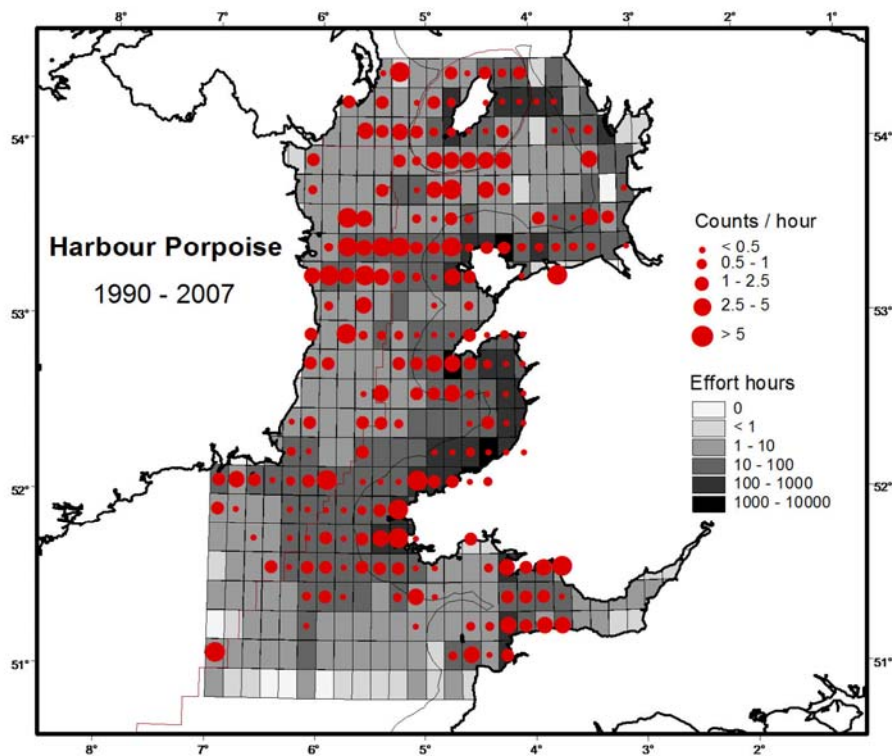 8° 7° 6° 5° 4° 3° 2° 1°
54° 54°
Harbour Porpoise
1990 - 2007
Counts / hour
< 0.5
0.5 - 1
1 - 2.5
2.5 - 5
> 5
53° 53°
Effort hours
0
< 1
1 - 10
10 - 100
100 - 1000
1000 - 10000
52° 52°
51° 51°
8° 7° 6° 5° 4° 3° 2° 1°